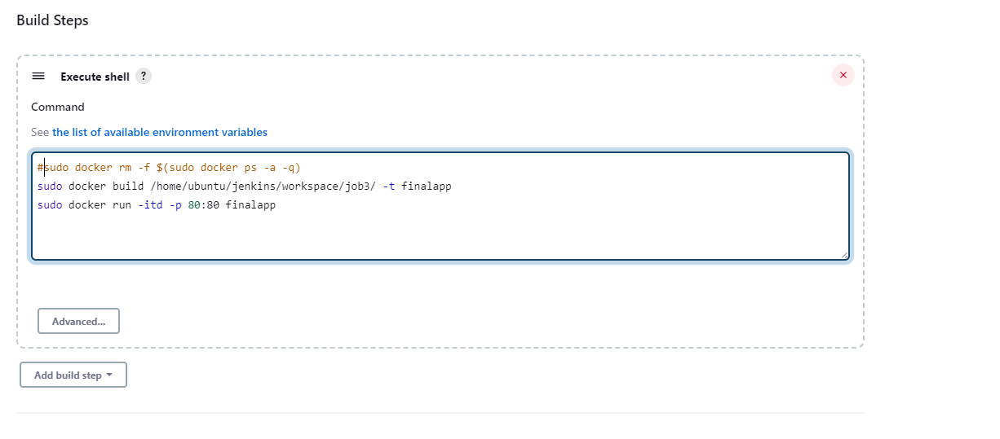 Build Steps
Execute shell ?
Command
See the list of available environment variables
#sudo docker rm -f $(sudo docker ps -a -q)
sudo docker build /home/ubuntu/jenkins/workspace/job3/ -t finalapp
sudo docker run -itd -p 80:80 finalapp
Advanced...
Add build step